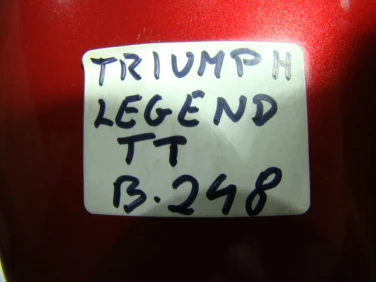 TRIUMPH
LEGEND
TT
B.248